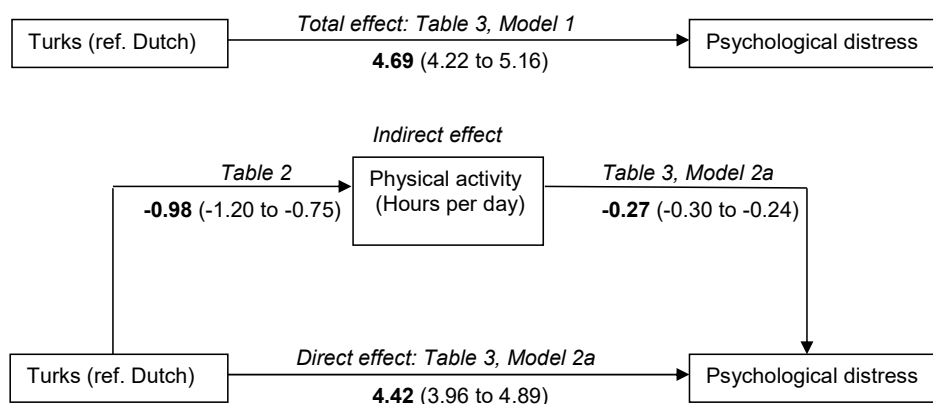 Total effect: Table 3, Model 1
Turks (ref. Dutch)
Psychological distress
4.69 (4.22 to 5.16)
Indirect effect
Table 2
Physical activity
(Hours per day)
Table 3, Model 2a
-0.98 (-1.20 to -0.75)
-0.27 (-0.30 to -0.24)
Direct effect: Table 3, Model 2a
Turks (ref. Dutch)
Psychological distress
4.42 (3.96 to 4.89)